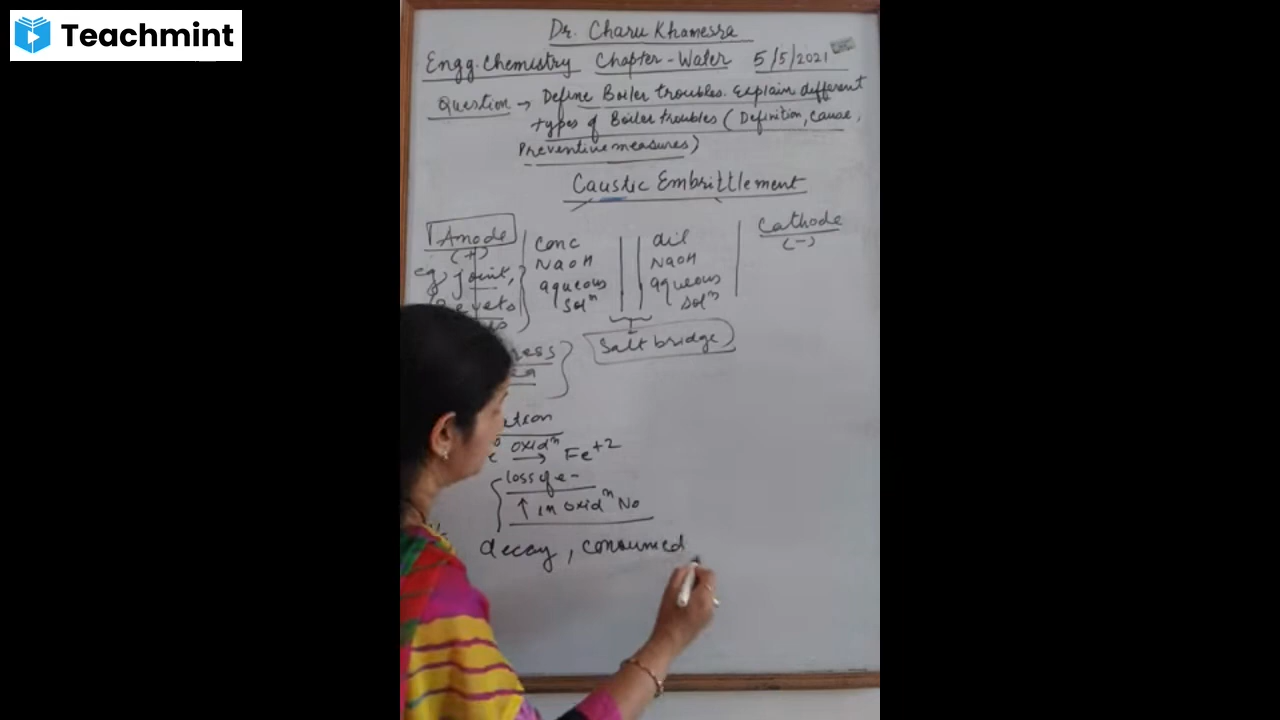 Teachmint
Dr. Charu Khamesra
Engg. Chemistry Chapter-Water 5/5/2021
Question → Define Boiler troubles. Explain different
types of Boiler troubles (Definition, cause,
Preventive measures)
Caustic Embrittlement
Anode
(+)
eg joint,
conc
NaOH
aqueous
solⁿ
dil
NaOH
aqueous
solⁿ
Cathode
(-)
Salt bridge
oxidⁿ
→ Fe+2
loss of e-
↑ in oxidⁿ No
decay, consumed